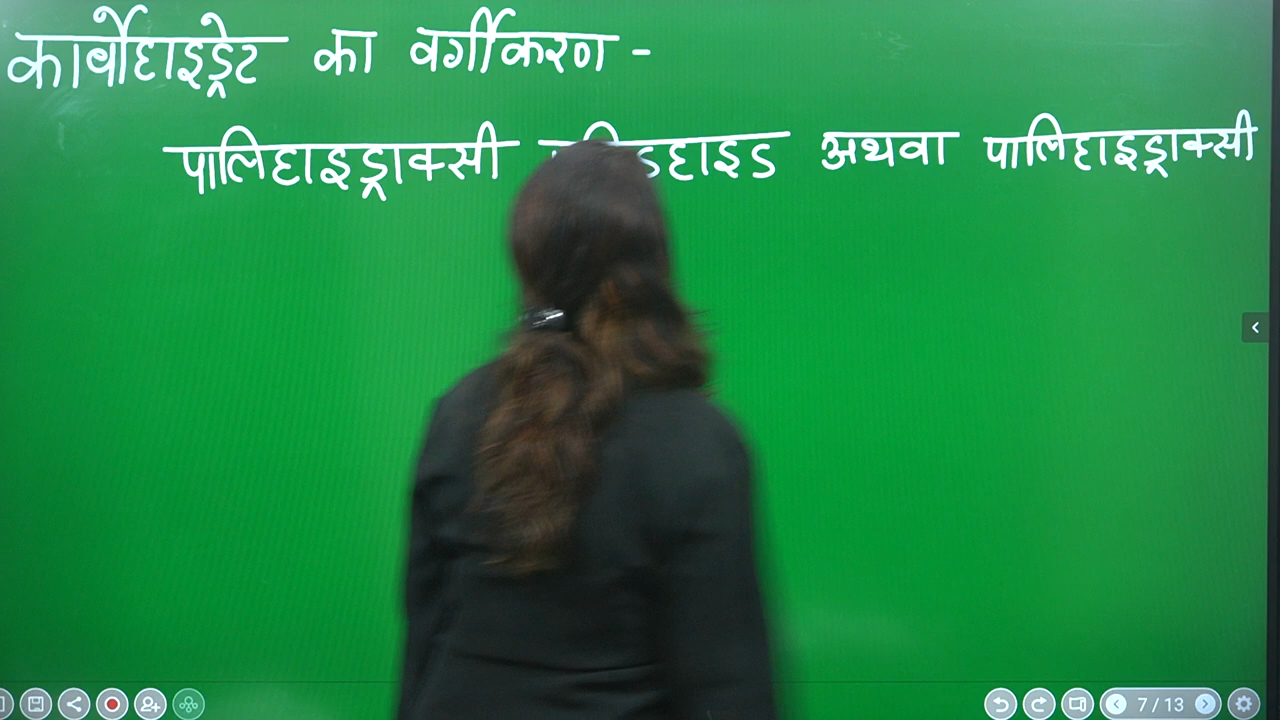 कार्बोहाइड्रेट का वर्गीकरण -
पालिहाइड्राक्सी अथवा पालिहाइड्राक्सी
7 / 13